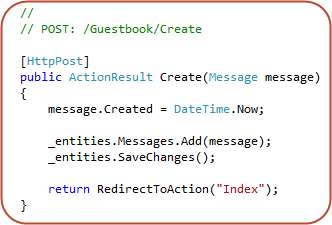 //
// POST: /Guestbook/Create

[HttpPost]
public ActionResult Create(Message message)
{
    message.Created = DateTime.Now;

    _entities.Messages.Add(message);
    _entities.SaveChanges();

    return RedirectToAction("Index");
}